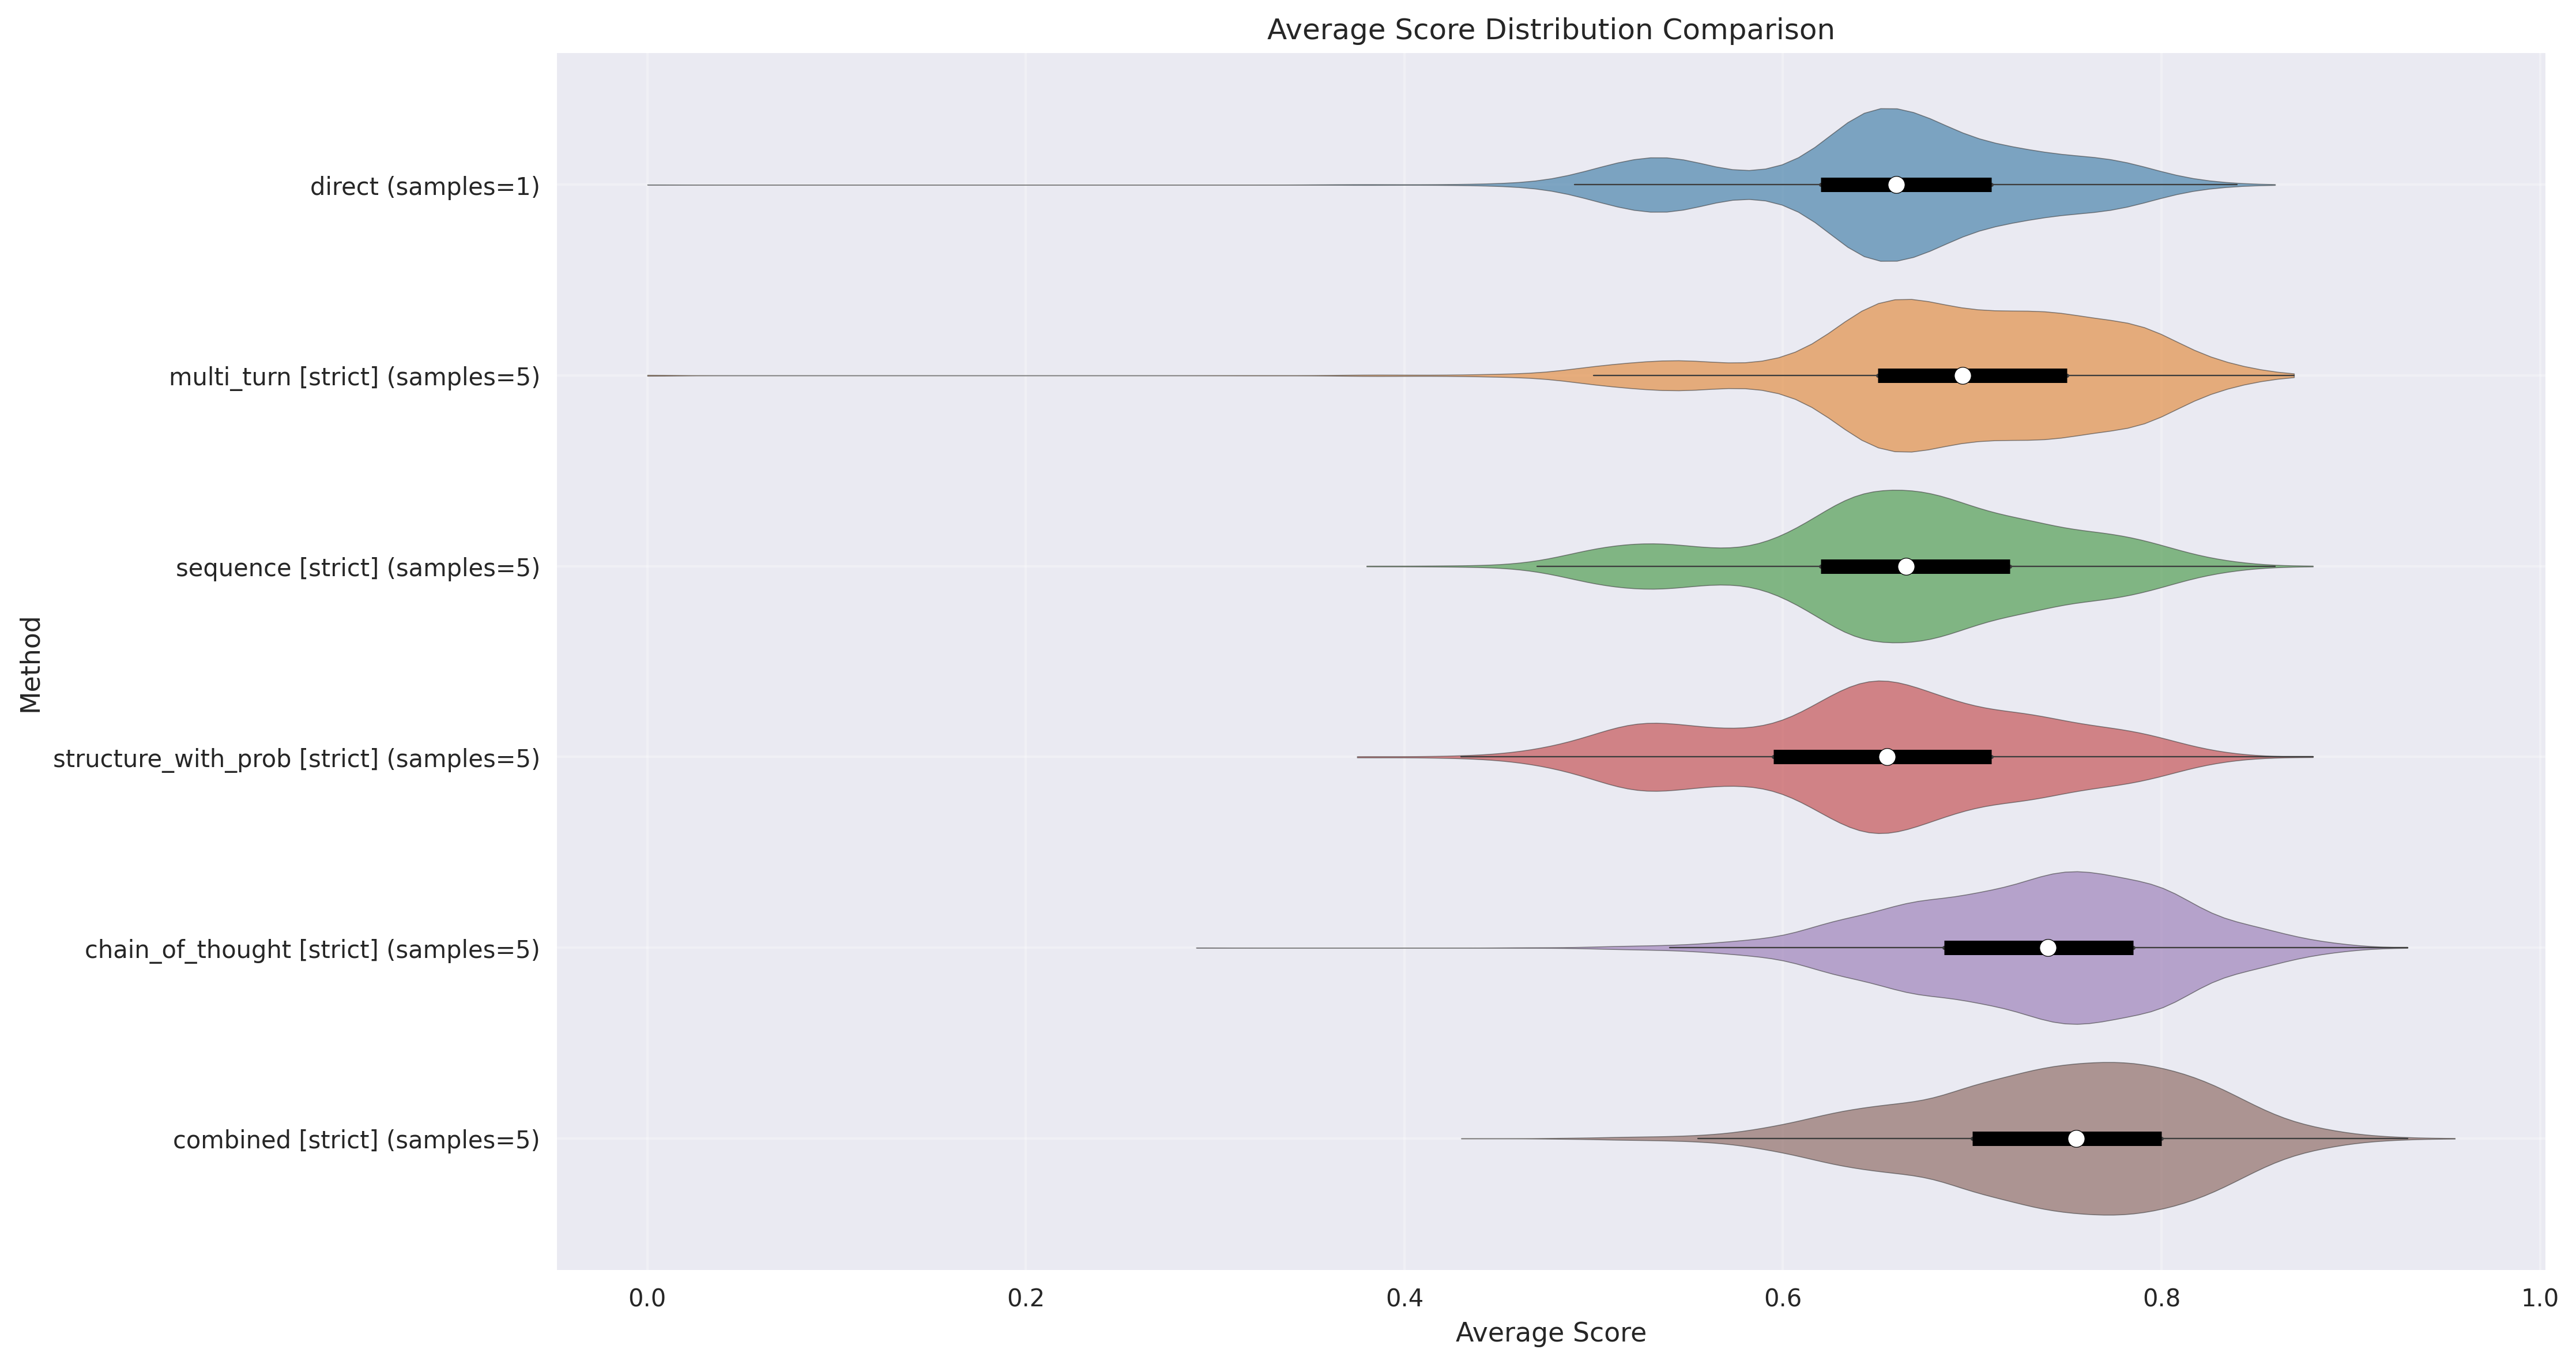 Average Score Distribution Comparison
Method
direct (samples=1)
multi_turn [strict] (samples=5)
sequence [strict] (samples=5)
structure_with_prob [strict] (samples=5)
chain_of_thought [strict] (samples=5)
combined [strict] (samples=5)
0.0 0.2 0.4 0.6 0.8 1.0
Average Score